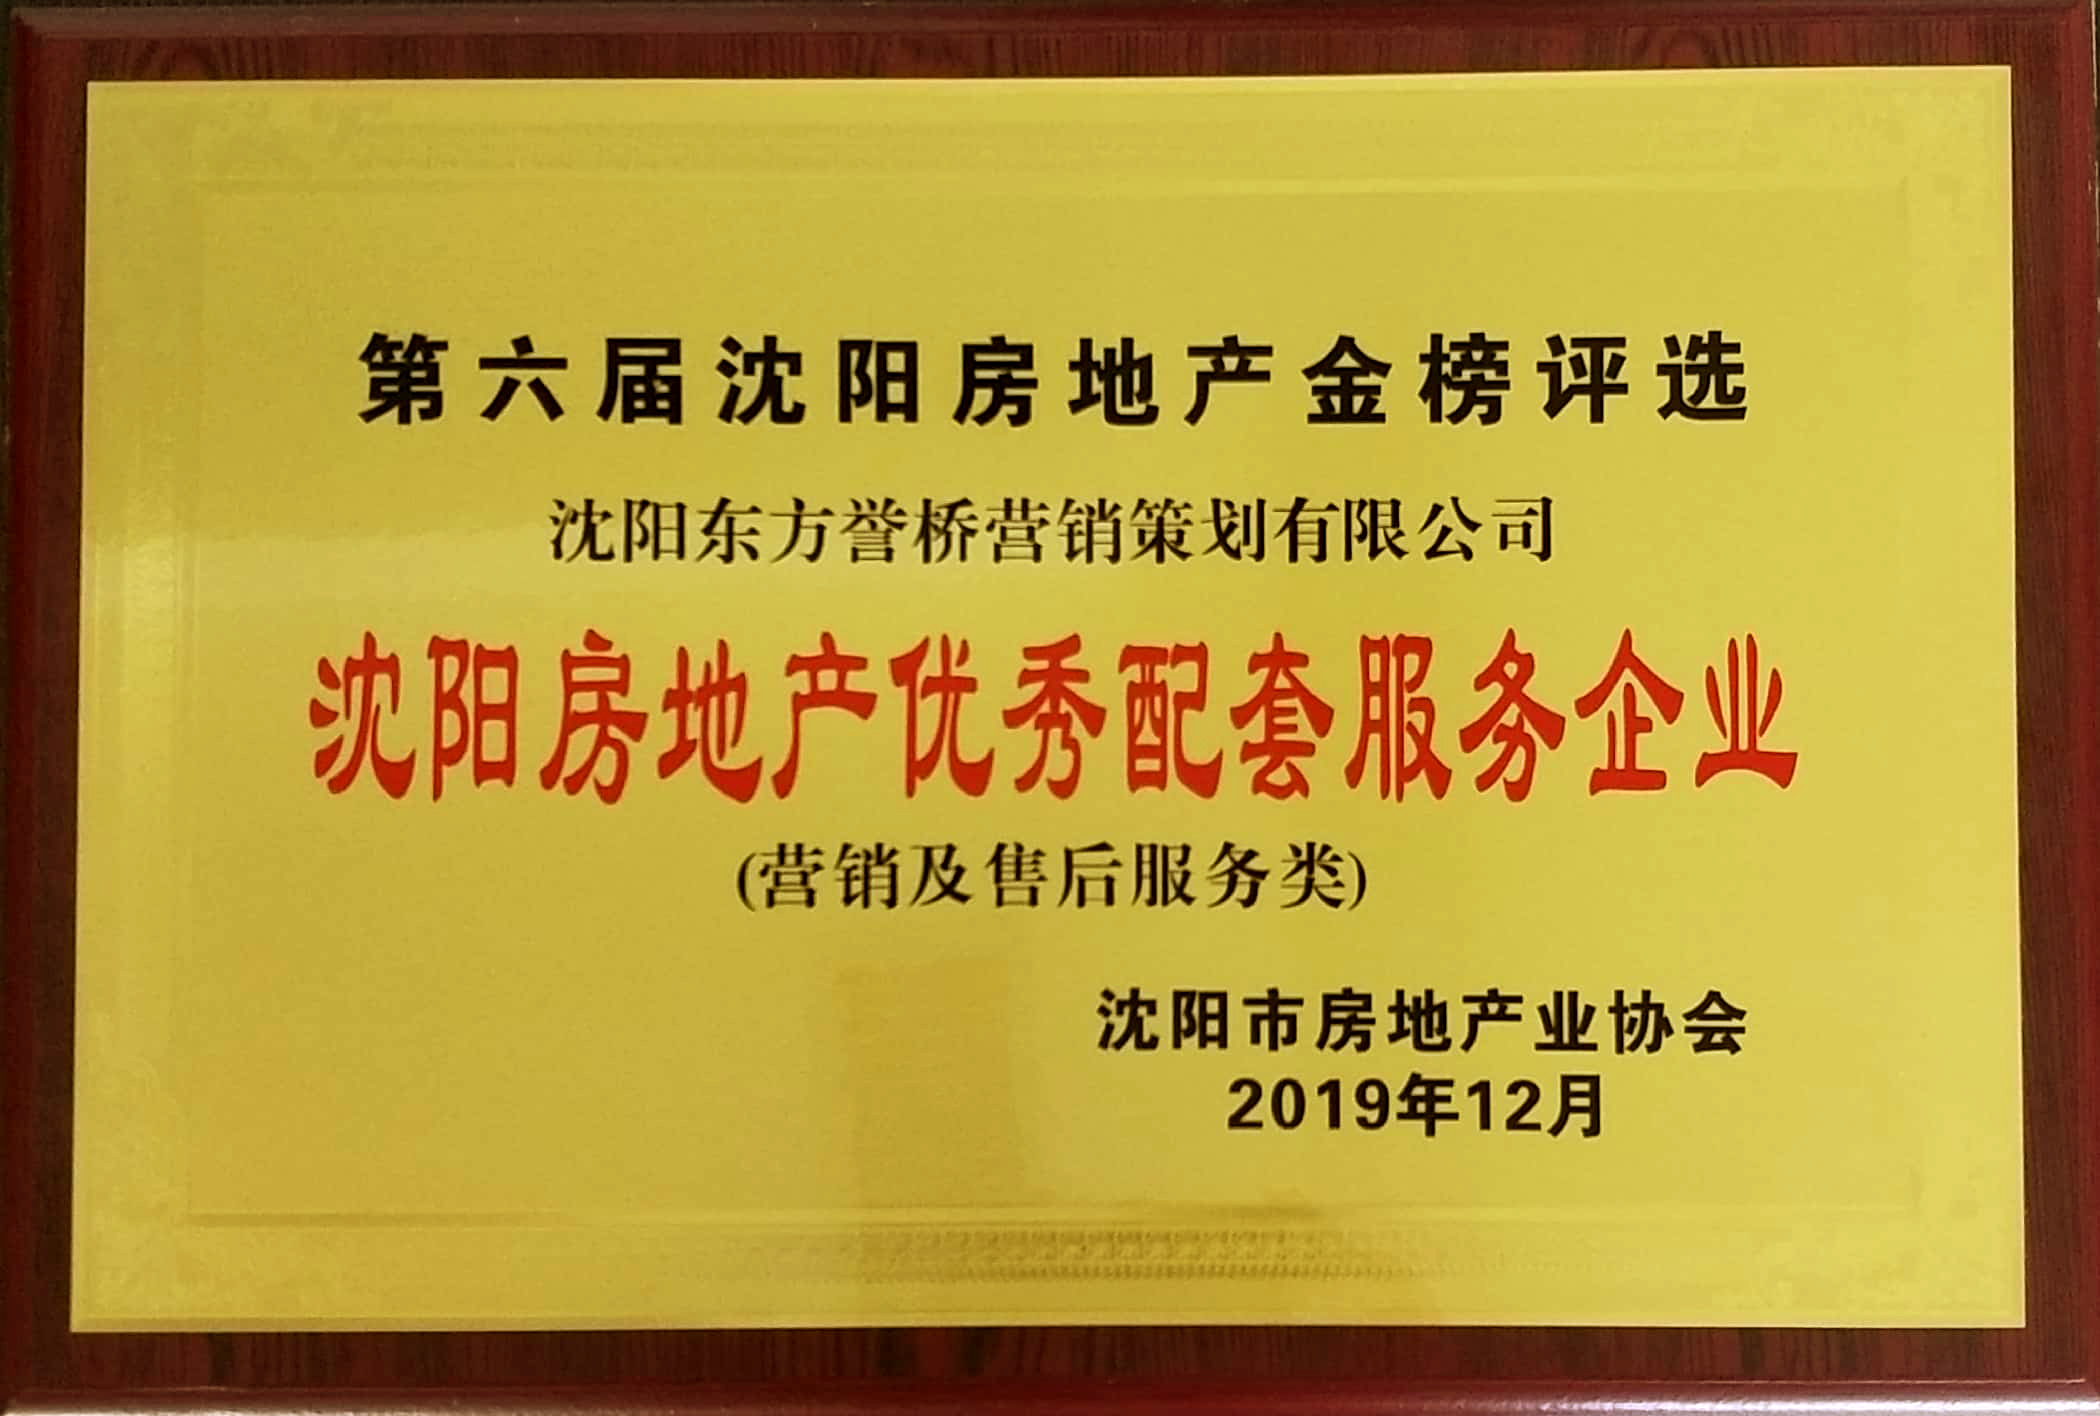 第六届沈阳房地产金榜评选
沈阳东方誉桥营销策划有限公司
沈阳房地产优秀配套服务企业
(营销及售后服务类)
沈阳市房地产业协会
2019年12月